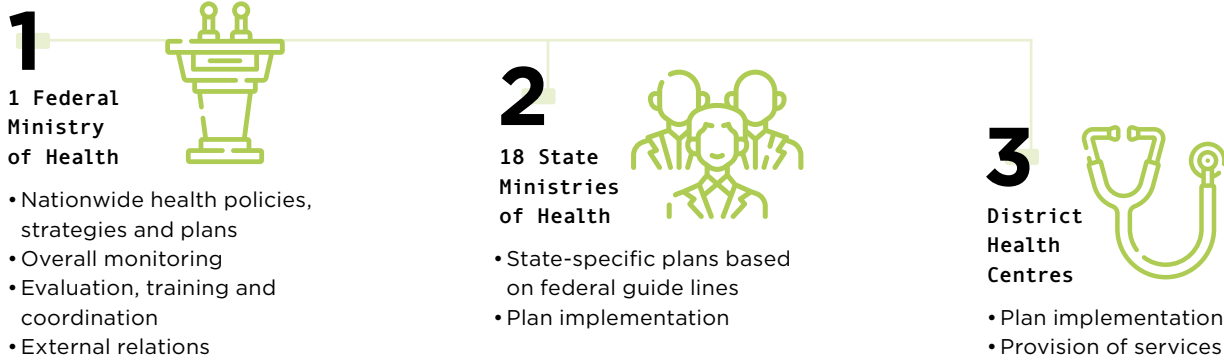 1
1 Federal
Ministry
of Health
• Nationwide health policies,
strategies and plans
• Overall monitoring
• Evaluation, training and
coordination
• External relations
2
18 State
Ministries
of Health
• State-specific plans based
on federal guide lines
• Plan implementation
3
District
Health
Centres
• Plan implementation
• Provision of services